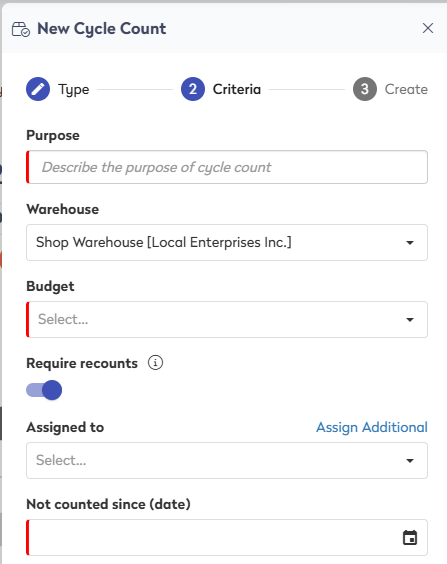 New Cycle Count
Type
2 Criteria
3 Create
Purpose
Describe the purpose of cycle count
Warehouse
Shop Warehouse [Local Enterprises Inc.]
Budget
Select...
Require recounts
Assigned to Assign Additional
Select...
Not counted since (date)